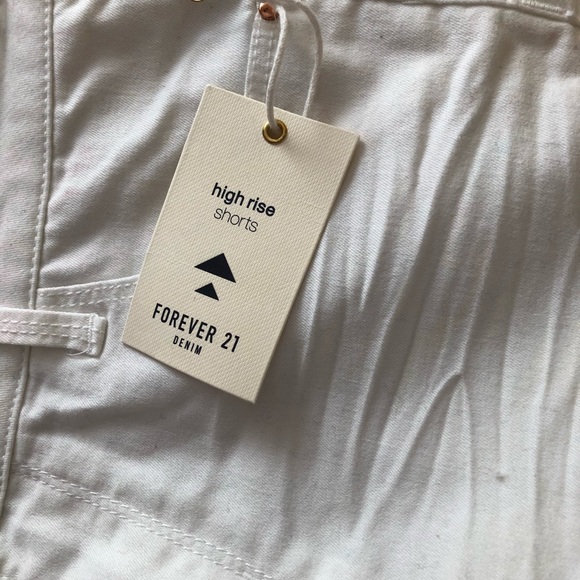 high rise
shorts
FOREVER 21
DENIM